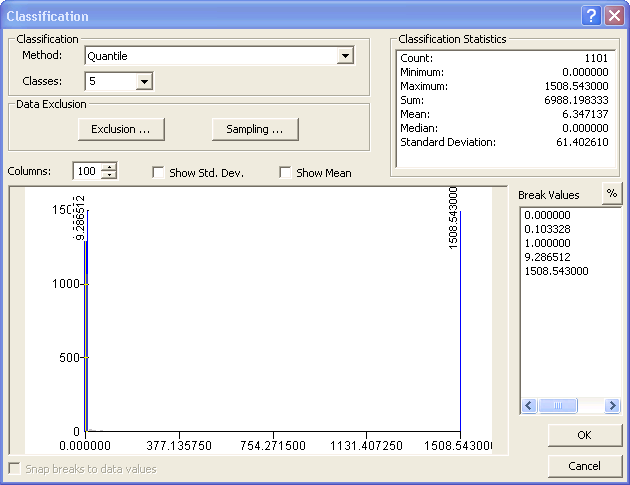 Classification
Classification
Method: Quantile
Classes: 5
Data Exclusion
Exclusion ...
Sampling ...
Classification Statistics
Count: 1101
Minimum: 0.000000
Maximum: 1508.543000
Sum: 6988.198333
Mean: 6.347137
Median: 0.000000
Standard Deviation: 61.402610
Columns: 100
Show Std. Dev.
Show Mean
Break Values
%
0.000000
0.103328
1.000000
9.286512
1508.543000
9.286512
1508.543000
1000
500
0
0.000000
377.135750
754.271500
1131.407250
1508.543000
Snap breaks to data values
OK
Cancel